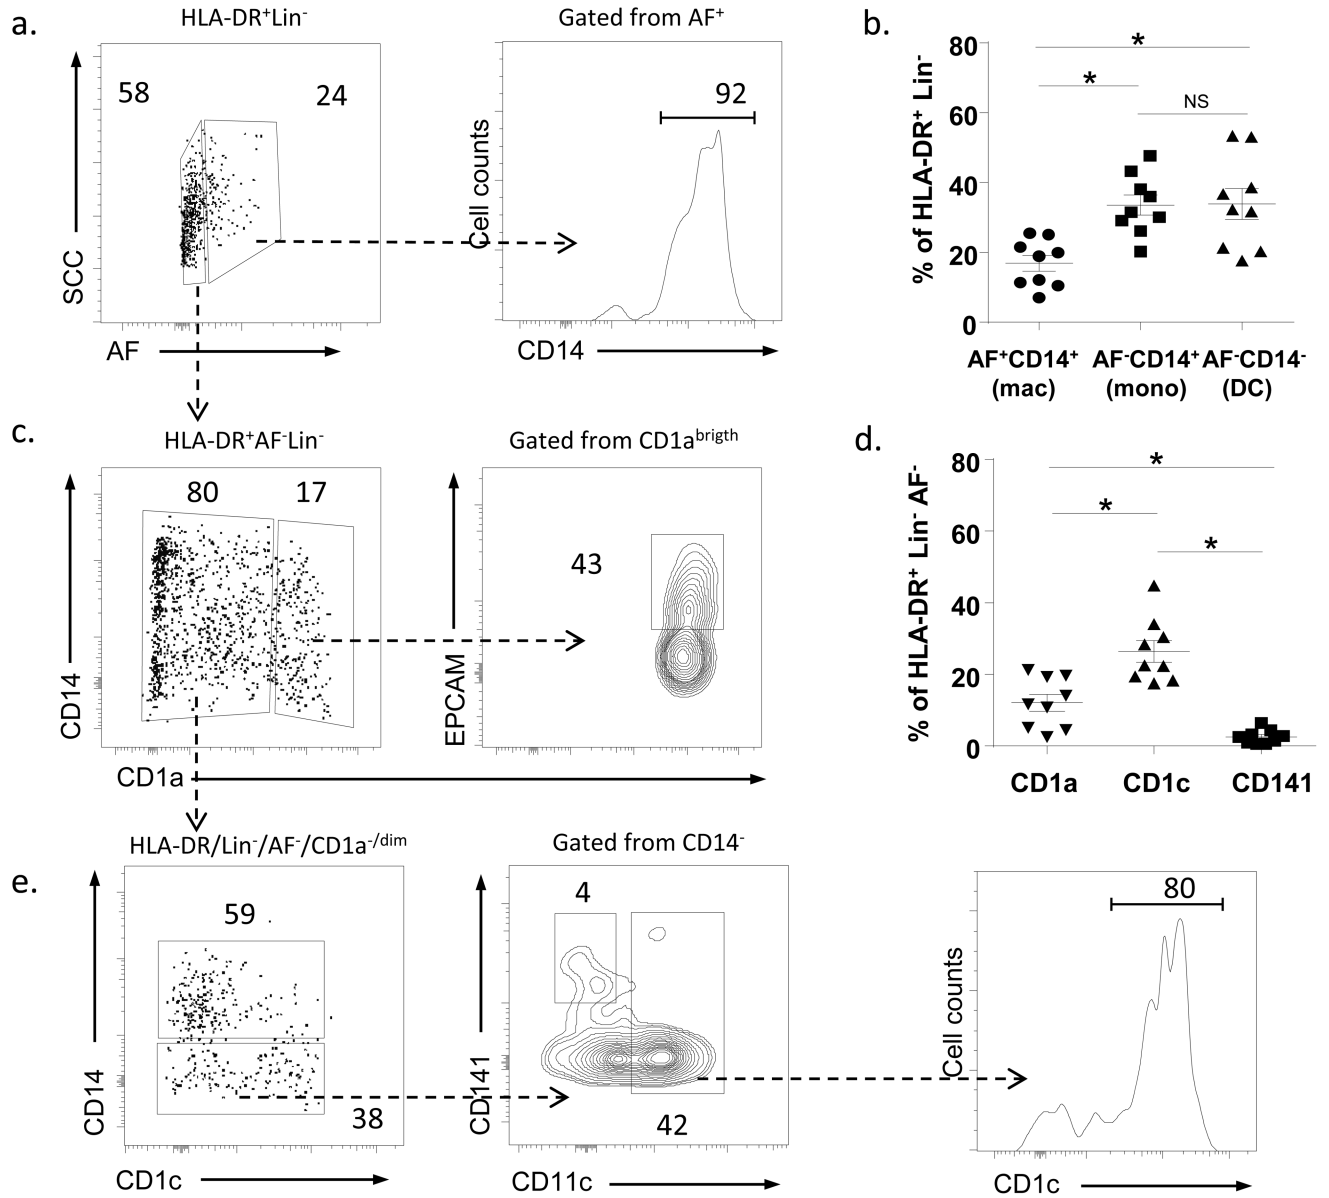 a.
HLA-DR⁺Lin⁻
58
24
SCC
AF
Gated from AF⁺
92
Cell counts
CD14
b.
% of HLA-DR⁺ Lin⁻
80
60
40
20
0
*
*
NS
AF⁺CD14⁺
(mac)
AF⁻CD14⁺
(mono)
AF⁻CD14⁻
(DC)
c.
HLA-DR⁺AF⁻Lin⁻
80
17
CD14
CD1a
Gated from CD1a^brigth
43
EPCAM
d.
% of HLA-DR⁺ Lin⁻ AF⁻
80
60
40
20
0
*
*
*
CD1a
CD1c
CD141
e.
HLA-DR/Lin⁻/AF⁻/CD1a^-/dim
59
38
CD14
CD1c
Gated from CD14⁻
4
42
CD141
CD11c
80
Cell counts
CD1c